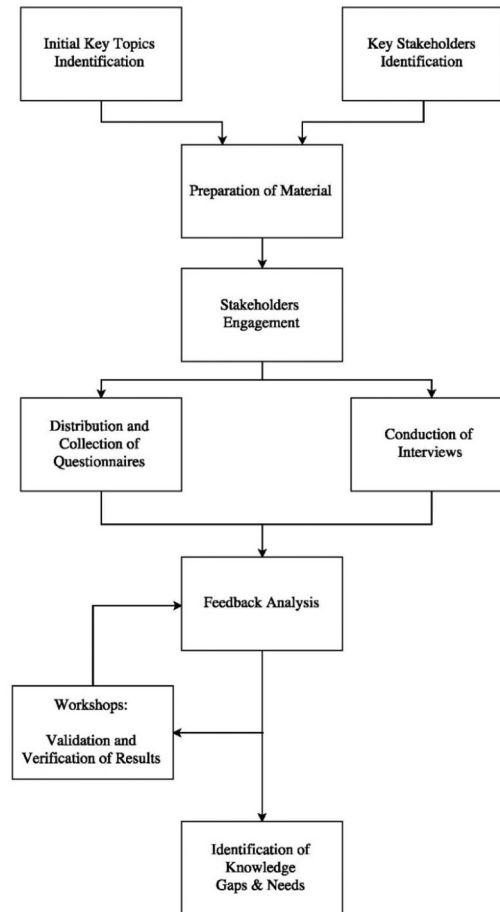 Initial Key Topics
Indentification
Key Stakeholders
Identification
Preparation of Material
Stakeholders
Engagement
Distribution and
Collection of
Questionnaires
Conduction of
Interviews
Feedback Analysis
Workshops:
Validation and
Verification of Results
Identification of
Knowledge
Gaps & Needs